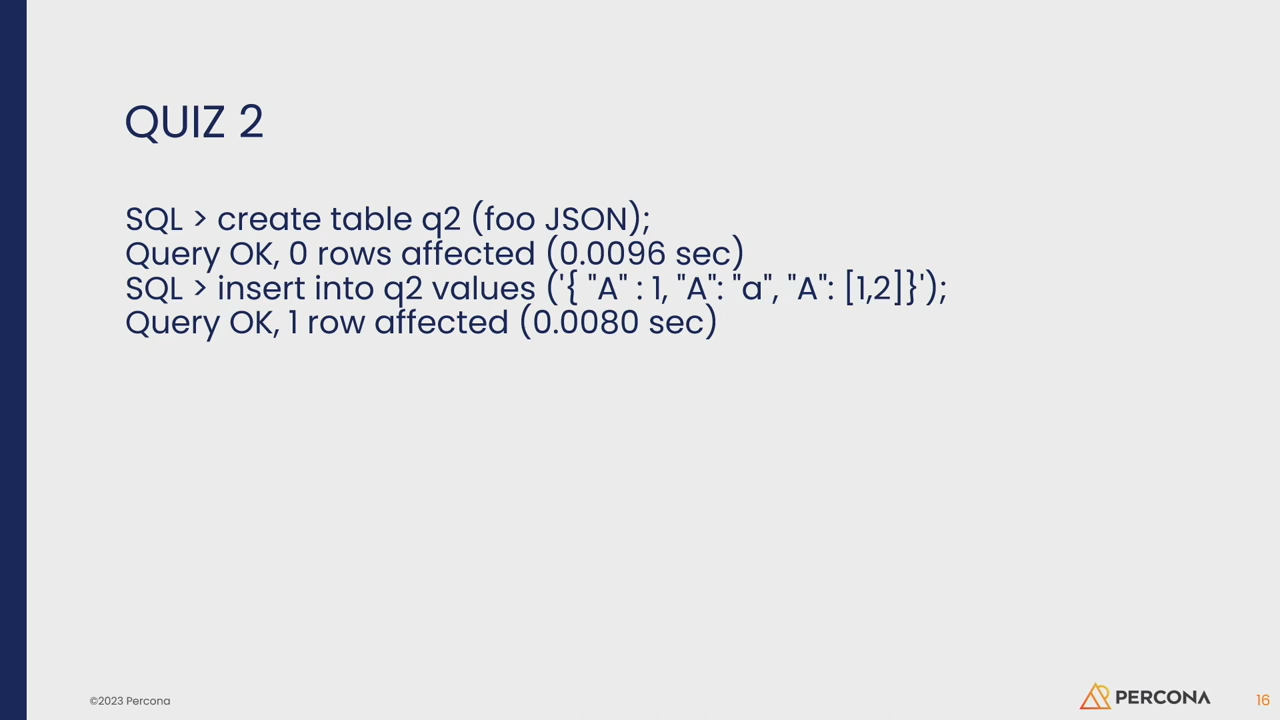 QUIZ 2
SQL > create table q2 (foo JSON);
Query OK, 0 rows affected (0.0096 sec)
SQL > insert into q2 values ('{ "A" : 1, "A": "a", "A": [1,2]}');
Query OK, 1 row affected (0.0080 sec)
©2023 Percona
PERCONA
16